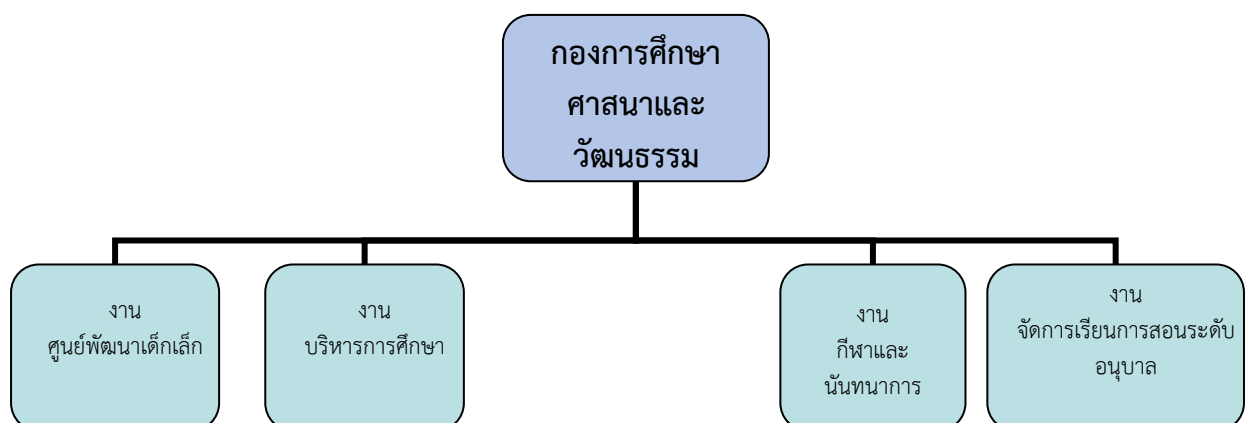 กองการศึกษา
ศาสนาและ
วัฒนธรรม
งาน
ศูนย์พัฒนาเด็กเล็ก
งาน
บริหารการศึกษา
งาน
กีฬาและ
นันทนาการ
งาน
จัดการเรียนการสอนระดับ
อนุบาล